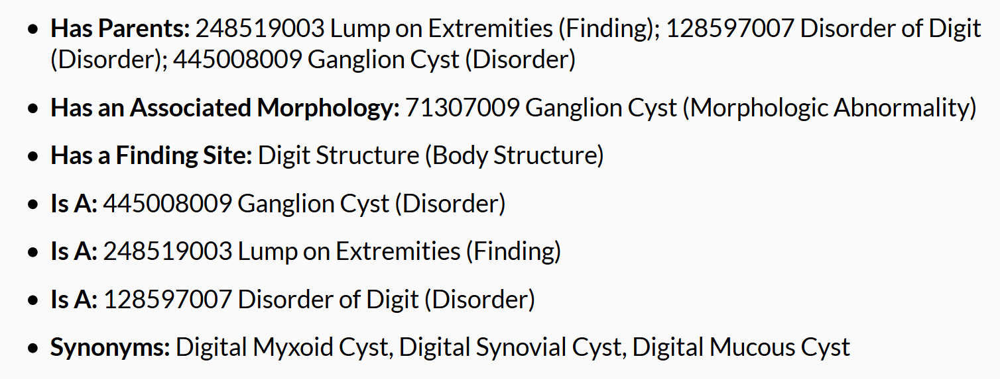 • Has Parents: 248519003 Lump on Extremities (Finding); 128597007 Disorder of Digit
(Disorder); 445008009 Ganglion Cyst (Disorder)
• Has an Associated Morphology: 71307009 Ganglion Cyst (Morphologic Abnormality)
• Has a Finding Site: Digit Structure (Body Structure)
• Is A: 445008009 Ganglion Cyst (Disorder)
• Is A: 248519003 Lump on Extremities (Finding)
• Is A: 128597007 Disorder of Digit (Disorder)
• Synonyms: Digital Myxoid Cyst, Digital Synovial Cyst, Digital Mucous Cyst